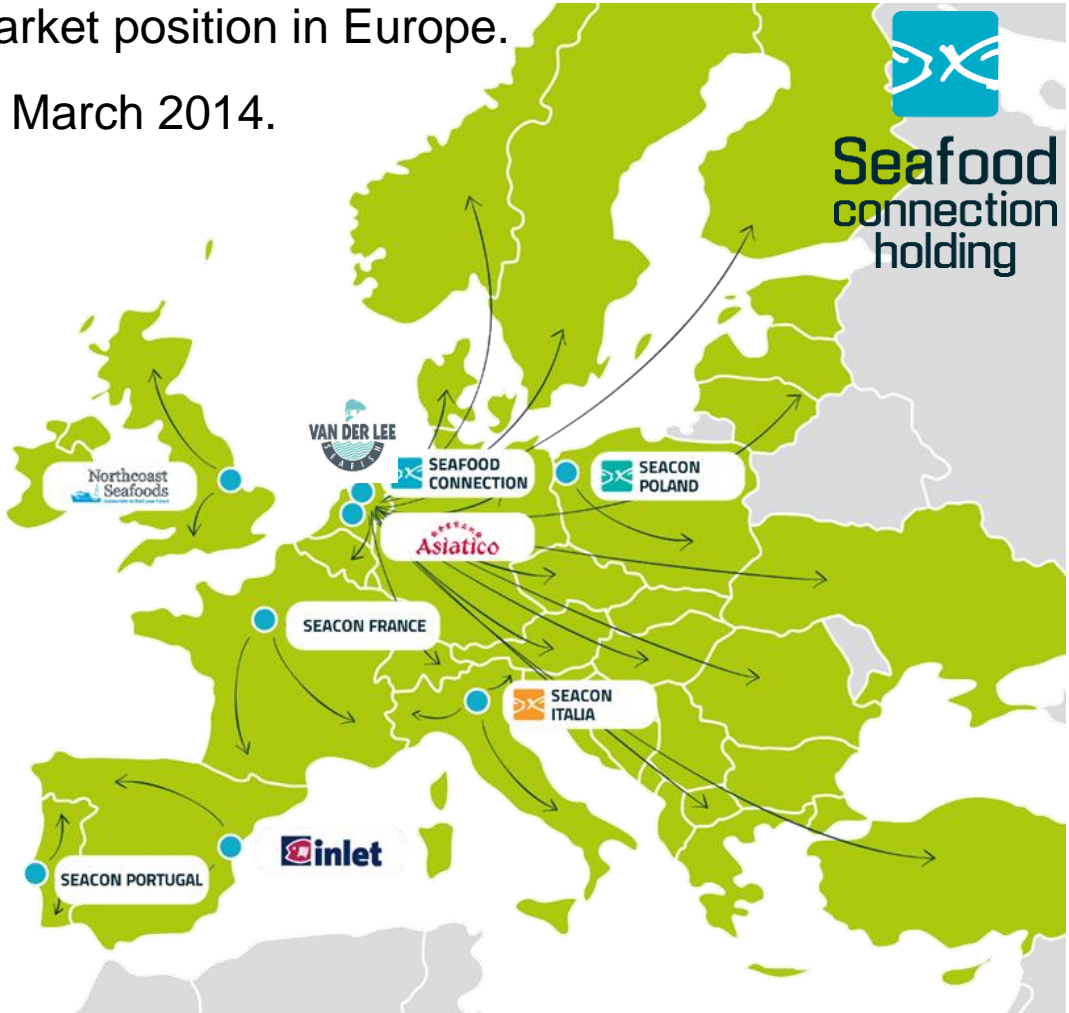 arket position in Europe.
March 2014.
Seafood
connection
holding
VAN DER LEE
SEAFISH
SEAFOOD
CONNECTION
SEACON
POLAND
Northcoast
Seafoods
Asiatico
SEACON FRANCE
SEACON
ITALIA
inlet
SEACON PORTUGAL